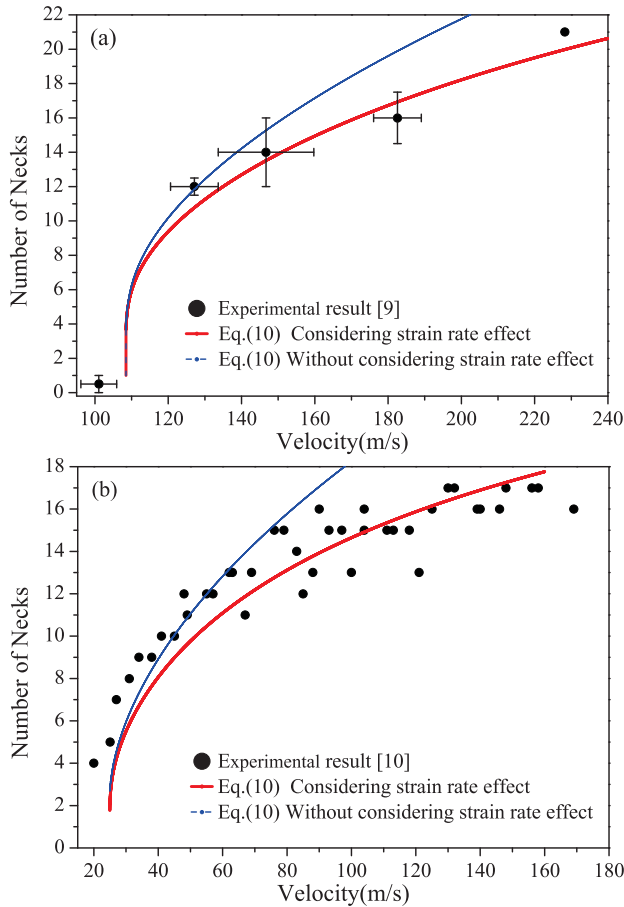 (a)
22
20
18
16
14
12
10
8
6
4
2
0
Number of Necks
Experimental result [9]
Eq.(10) Considering strain rate effect
Eq.(10) Without considering strain rate effect
100 120 140 160 180 200 220 240
Velocity(m/s)
(b)
18
16
14
12
10
8
6
4
2
0
Number of Necks
Experimental result [10]
Eq.(10) Considering strain rate effect
Eq.(10) Without considering strain rate effect
20 40 60 80 100 120 140 160 180
Velocity(m/s)